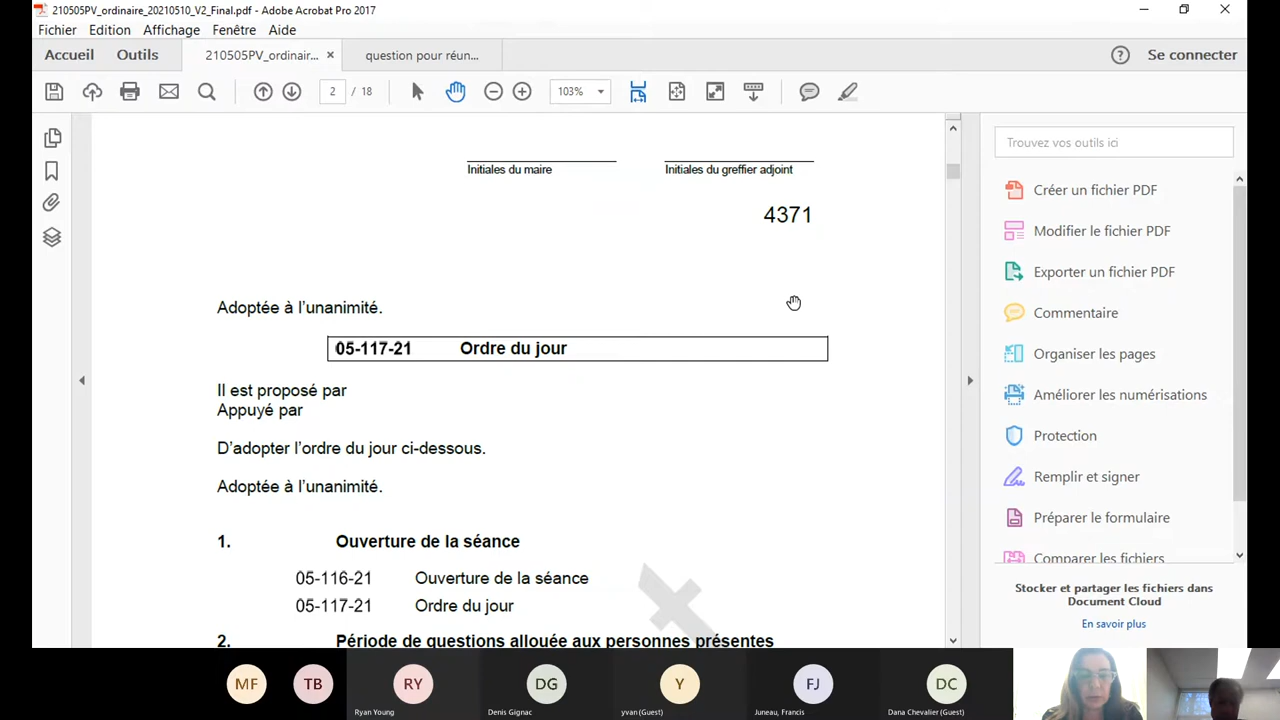 210505PV_ordinaire_20210510_V2_Final.pdf - Adobe Acrobat Pro 2017
Fichier Edition Affichage Fenêtre Aide
Accueil Outils 210505PV_ordinair... × question pour réun... Se connecter
2 / 18 103%
Initiales du maire Initiales du greffier adjoint
4371
Adoptée à l'unanimité.
05-117-21 Ordre du jour
Il est proposé par
Appuyé par
D'adopter l'ordre du jour ci-dessous.
Adoptée à l'unanimité.
1. Ouverture de la séance
05-116-21 Ouverture de la séance
05-117-21 Ordre du jour
2. Période de questions allouée aux personnes présentes
Trouvez vos outils ici
Créer un fichier PDF
Modifier le fichier PDF
Exporter un fichier PDF
Commentaire
Organiser les pages
Améliorer les numérisations
Protection
Remplir et signer
Préparer le formulaire
Comparer les fichiers
Stocker et partager les fichiers dans
Document Cloud
En savoir plus
MF TB RY DG Y FJ DC
Ryan Young Denis Gignac yvan (Guest) Juneau, Francis Dana Chevalier (Guest)